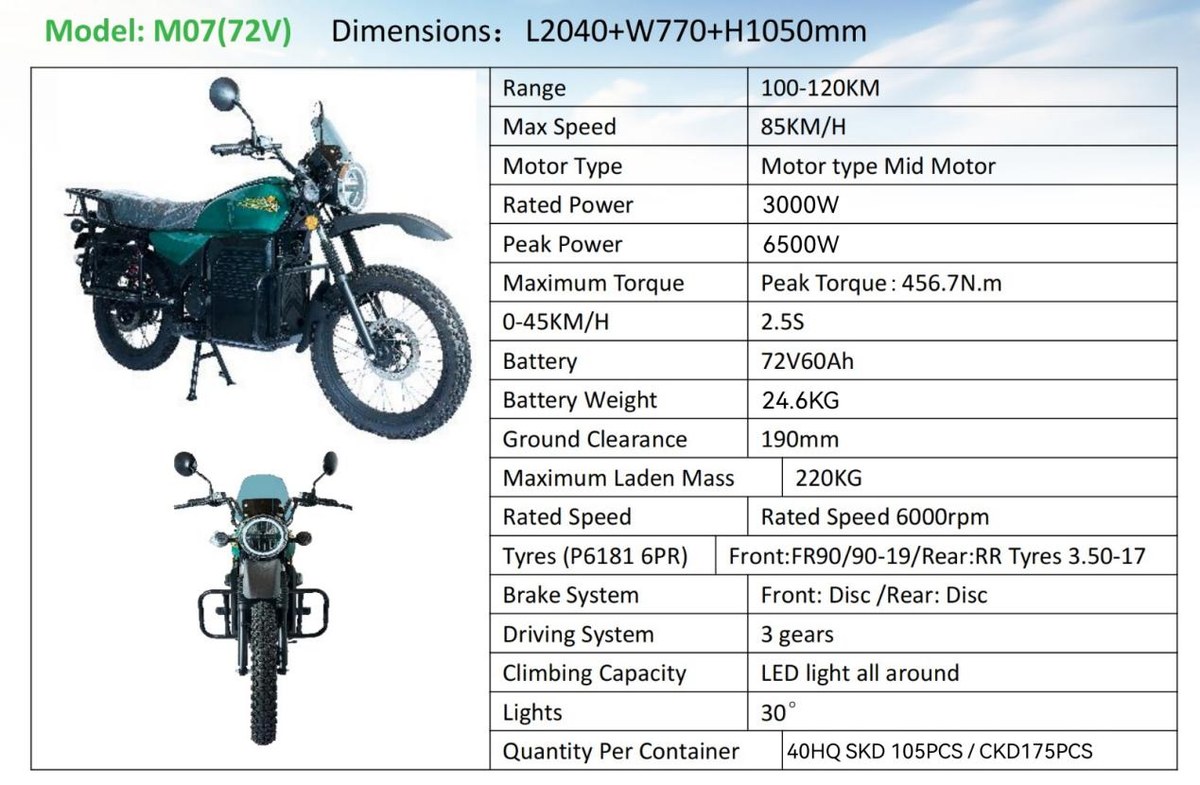 Model: M07(72V) Dimensions： L2040+W770+H1050mm
Range 100-120KM
Max Speed 85KM/H
Motor Type Motor type Mid Motor
Rated Power 3000W
Peak Power 6500W
Maximum Torque Peak Torque：456.7N.m
0-45KM/H 2.5S
Battery 72V60Ah
Battery Weight 24.6KG
Ground Clearance 190mm
Maximum Laden Mass 220KG
Rated Speed Rated Speed 6000rpm
Tyres (P6181 6PR) Front:FR90/90-19/Rear:RR Tyres 3.50-17
Brake System Front: Disc /Rear: Disc
Driving System 3 gears
Climbing Capacity LED light all around
Lights 30°
Quantity Per Container 40HQ SKD 105PCS / CKD175PCS